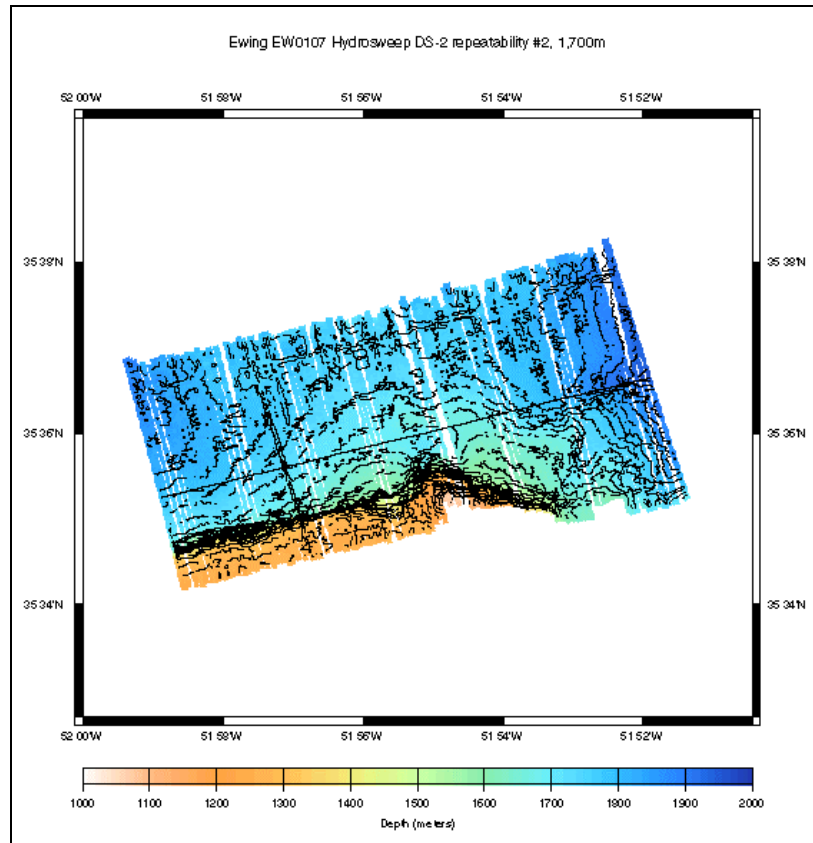 Ewing EW0107 Hydrosweep DS-2 repeatability #2, 1,700m
52 00'W 51 58'W 51 56'W 51 54'W 51 52'W
35 38'N 35 38'N
35 36'N 35 36'N
35 34'N 35 34'N
52 00'W 51 58'W 51 56'W 51 54'W 51 52'W
1000 1100 1200 1300 1400 1500 1600 1700 1800 1900 2000
Depth (meters)